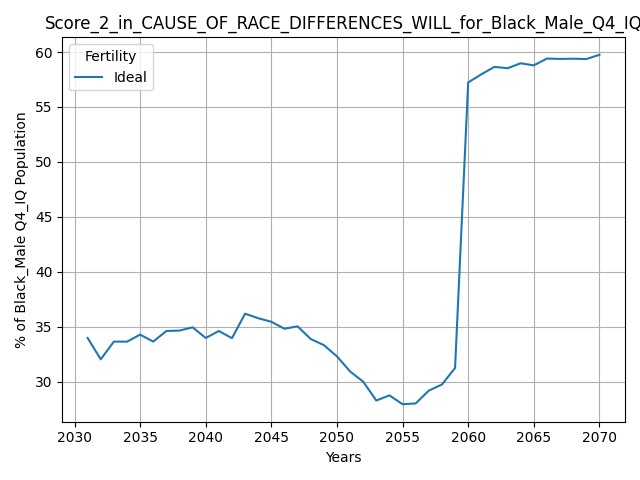 Score_2_in_CAUSE_OF_RACE_DIFFERENCES_WILL_for_Black_Male_Q4_IQ
Fertility
Ideal
% of Black_Male Q4_IQ Population
60
55
50
45
40
35
30
2030 2035 2040 2045 2050 2055 2060 2065 2070
Years